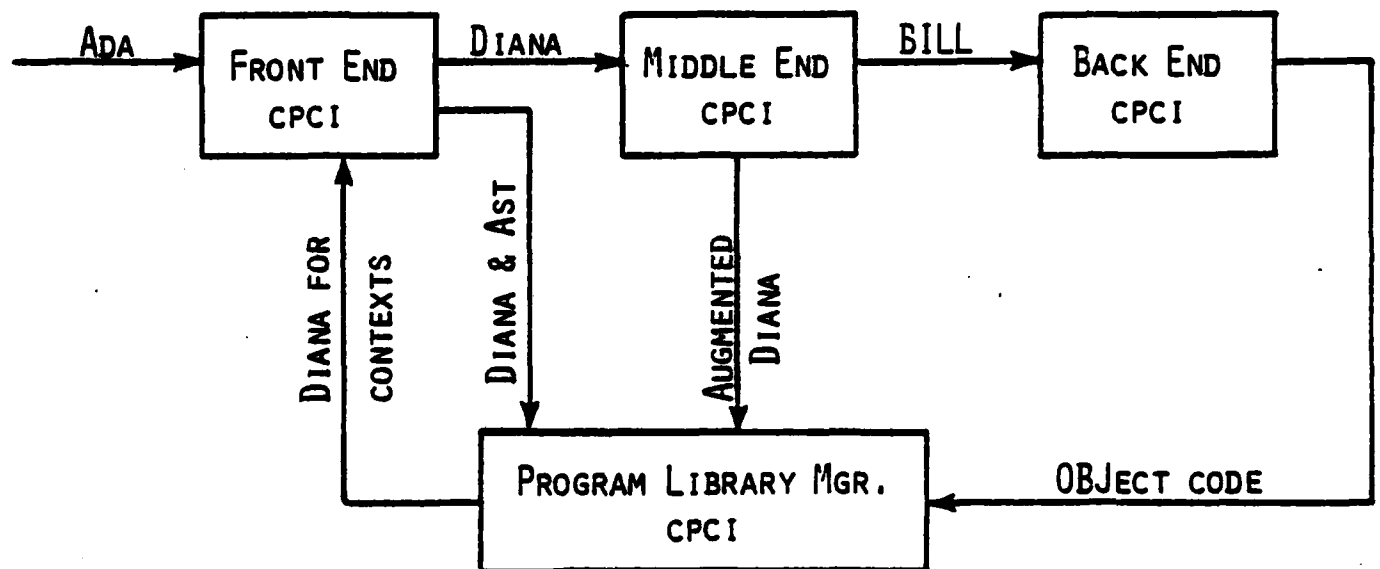 ADA
FRONT END
CPCI
DIANA
MIDDLE END
CPCI
BILL
BACK END
CPCI
DIANA FOR
CONTEXTS
DIANA & AST
AUGMENTED
DIANA
PROGRAM LIBRARY MGR.
CPCI
OBJECT CODE